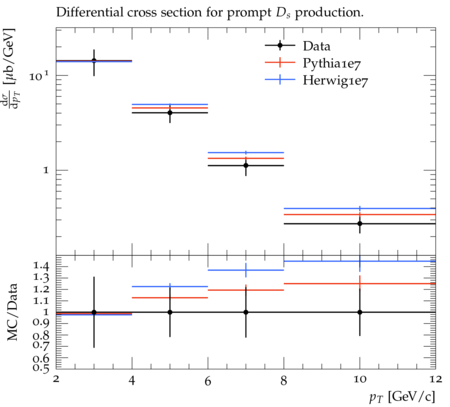 Differential cross section for prompt D_s production.
dσ/dp_T [μb/GeV]
Data
Pythia1e7
Herwig1e7
10^1
1
MC/Data
1.4
1.3
1.2
1.1
1
0.9
0.8
0.7
0.6
0.5
2 4 6 8 10 12
p_T [GeV/c]